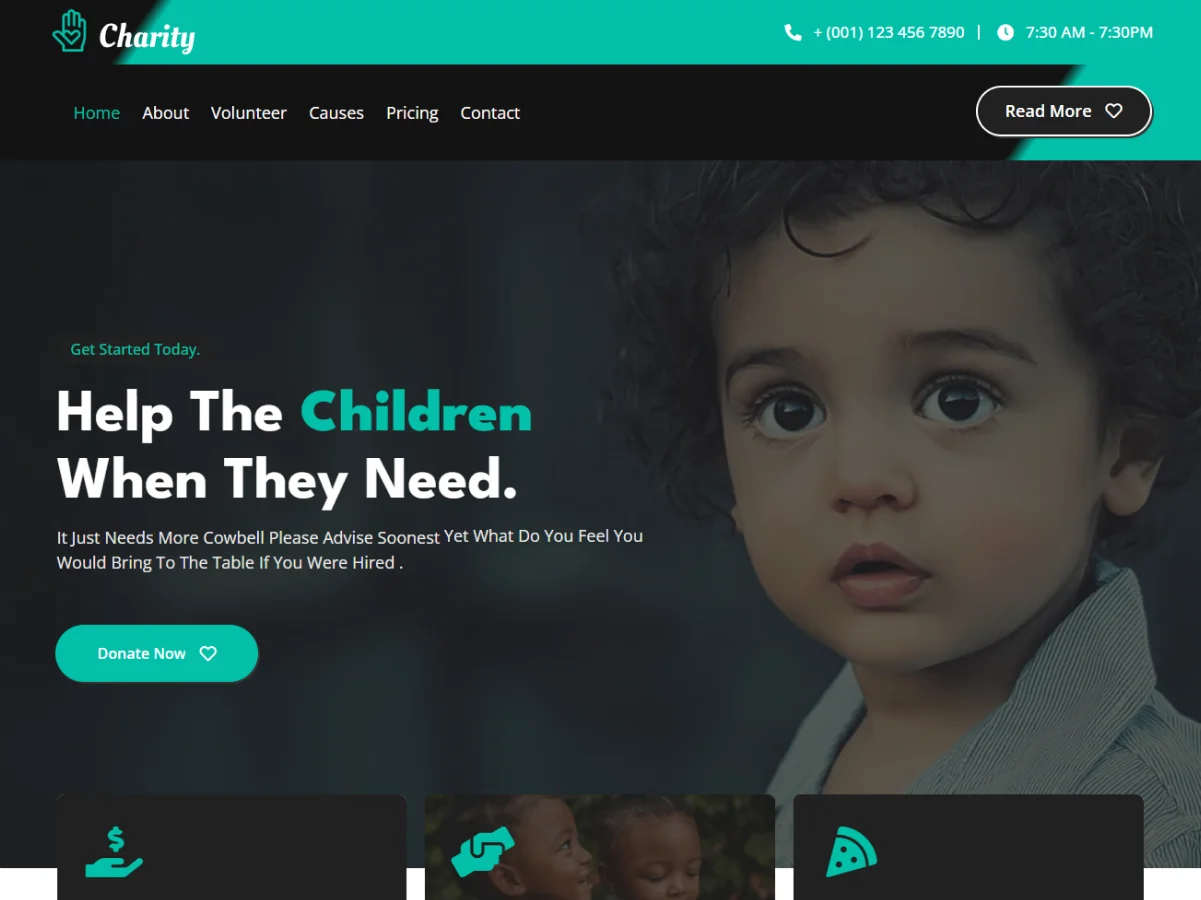 Charity
+ (001) 123 456 7890 | 7:30 AM - 7:30PM
Home About Volunteer Causes Pricing Contact
Read More
Get Started Today.
Help The Children
When They Need.
It Just Needs More Cowbell Please Advise Soonest Yet What Do You Feel You
Would Bring To The Table If You Were Hired .
Donate Now